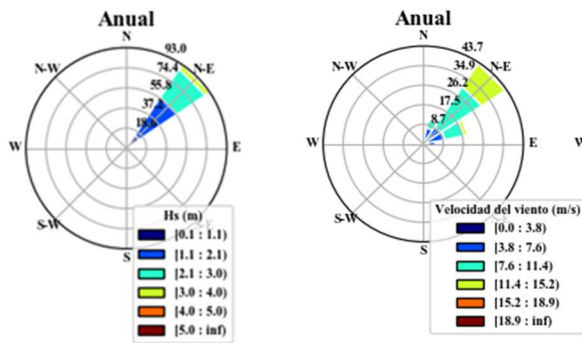 Anual
N
N-E
E
S
S-W
W
N-W
93.0
74.4
55.8
18.6
Hs (m)
[0.1 : 1.1)
[1.1 : 2.1)
[2.1 : 3.0)
[3.0 : 4.0)
[4.0 : 5.0)
[5.0 : inf)
Anual
N
N-E
E
S
S-W
W
N-W
43.7
34.9
26.2
17.5
8.7
Velocidad del viento (m/s)
[0.0 : 3.8)
[3.8 : 7.6)
[7.6 : 11.4)
[11.4 : 15.2)
[15.2 : 18.9)
[18.9 : inf)
W